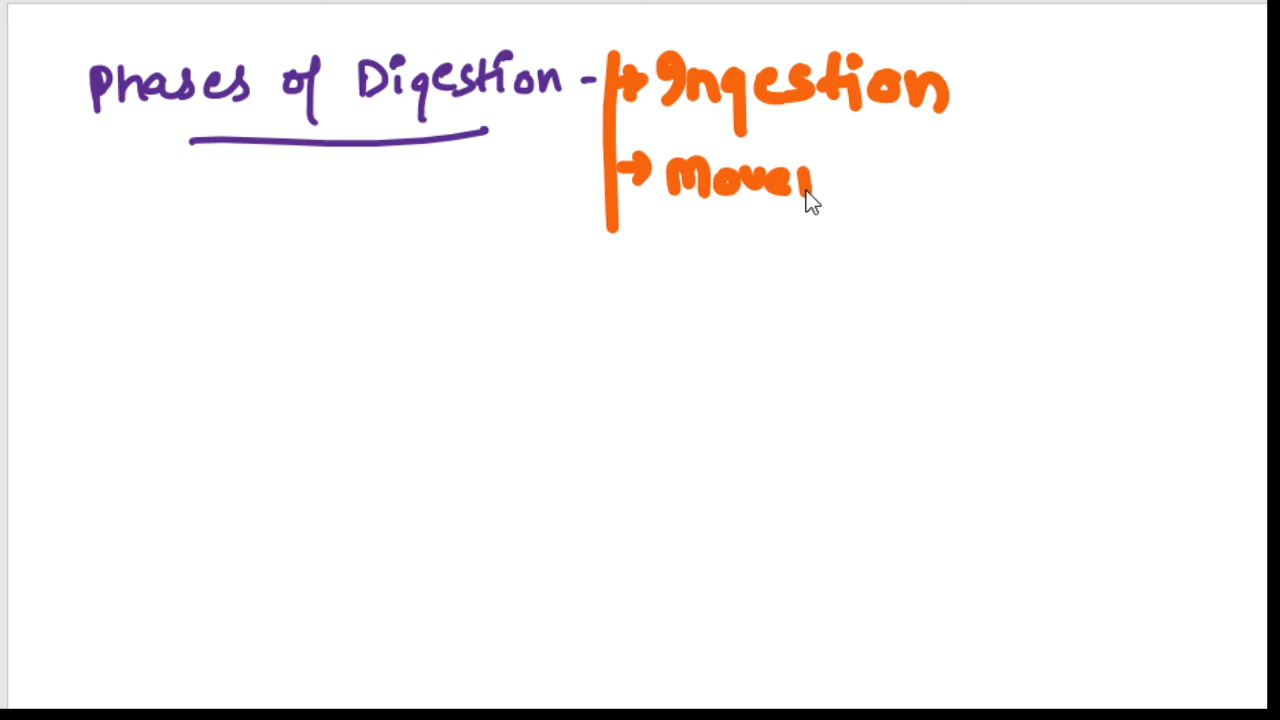 Phases of Digestion - → Ingestion
→ Move